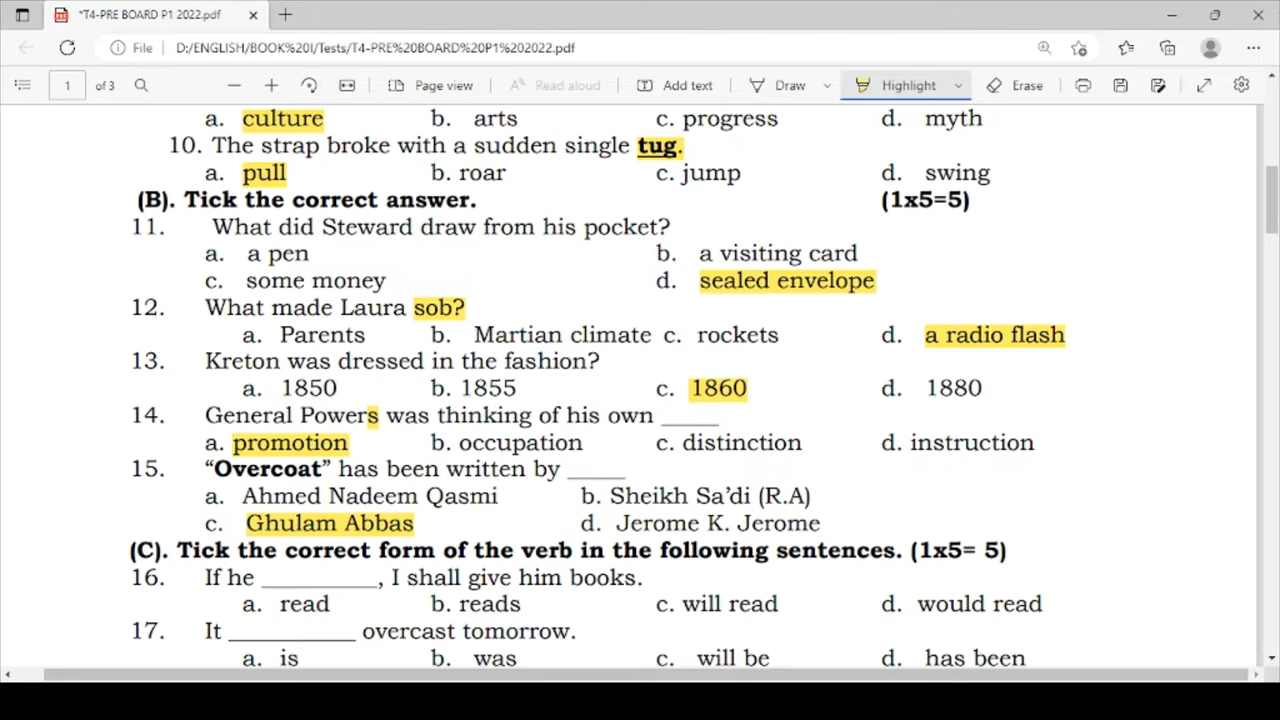 *T4-PRE BOARD P1 2022.pdf
File D:/ENGLISH/BOOK%20I/Tests/T4-PRE%20BOARD%20P1%202022.pdf
1 of 3 Page view Read aloud Add text Draw Highlight Erase
a. culture b. arts c. progress d. myth
10. The strap broke with a sudden single tug.
a. pull b. roar c. jump d. swing
(B). Tick the correct answer. (1x5=5)
11. What did Steward draw from his pocket?
a. a pen b. a visiting card
c. some money d. sealed envelope
12. What made Laura sob?
a. Parents b. Martian climate c. rockets d. a radio flash
13. Kreton was dressed in the fashion?
a. 1850 b. 1855 c. 1860 d. 1880
14. General Powers was thinking of his own _____
a. promotion b. occupation c. distinction d. instruction
15. “Overcoat” has been written by _____
a. Ahmed Nadeem Qasmi b. Sheikh Sa’di (R.A)
c. Ghulam Abbas d. Jerome K. Jerome
(C). Tick the correct form of the verb in the following sentences. (1x5= 5)
16. If he __________, I shall give him books.
a. read b. reads c. will read d. would read
17. It ___________ overcast tomorrow.
a. is b. was c. will be d. has been